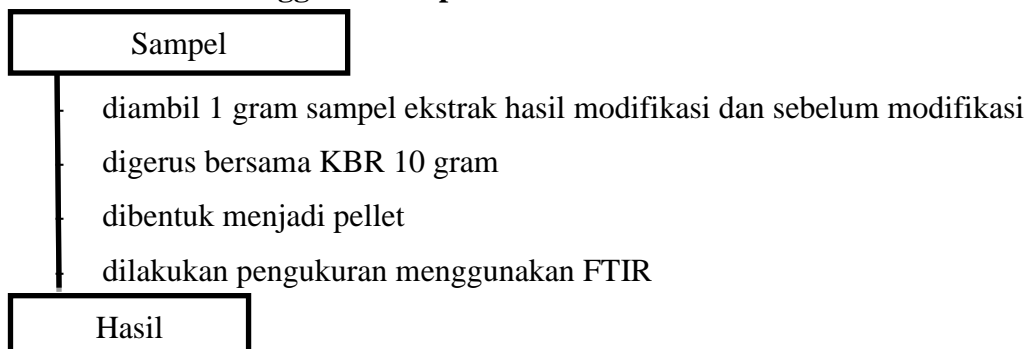 Sampel
- diambil 1 gram sampel ekstrak hasil modifikasi dan sebelum modifikasi
- digerus bersama KBR 10 gram
- dibentuk menjadi pellet
- dilakukan pengukuran menggunakan FTIR
Hasil